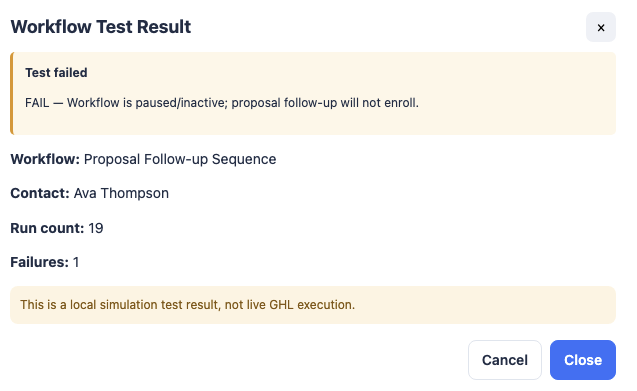 Workflow Test Result
×
Test failed
FAIL — Workflow is paused/inactive; proposal follow-up will not enroll.
Workflow: Proposal Follow-up Sequence
Contact: Ava Thompson
Run count: 19
Failures: 1
This is a local simulation test result, not live GHL execution.
Cancel
Close